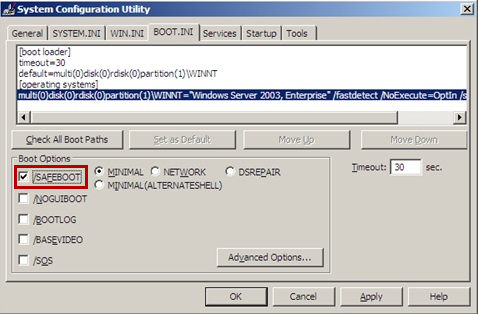 System Configuration Utility
General SYSTEM.INI WIN.INI BOOT.INI Services Startup Tools
[boot loader]
timeout=30
default=multi(0)disk(0)rdisk(0)partition(1)\WINNT
[operating systems]
multi(0)disk(0)rdisk(0)partition(1)\WINNT="Windows Server 2003, Enterprise" /fastdetect /NoExecute=OptIn /s
Check All Boot Paths Set as Default Move Up Move Down
Boot Options
/SAFEBOOT MINIMAL NETWORK DSREPAIR Timeout: 30 sec.
MINIMAL(ALTERNATESHELL)
/NOGUIBOOT
/BOOTLOG
/BASEVIDEO
/SOS Advanced Options...
OK Cancel Apply Help